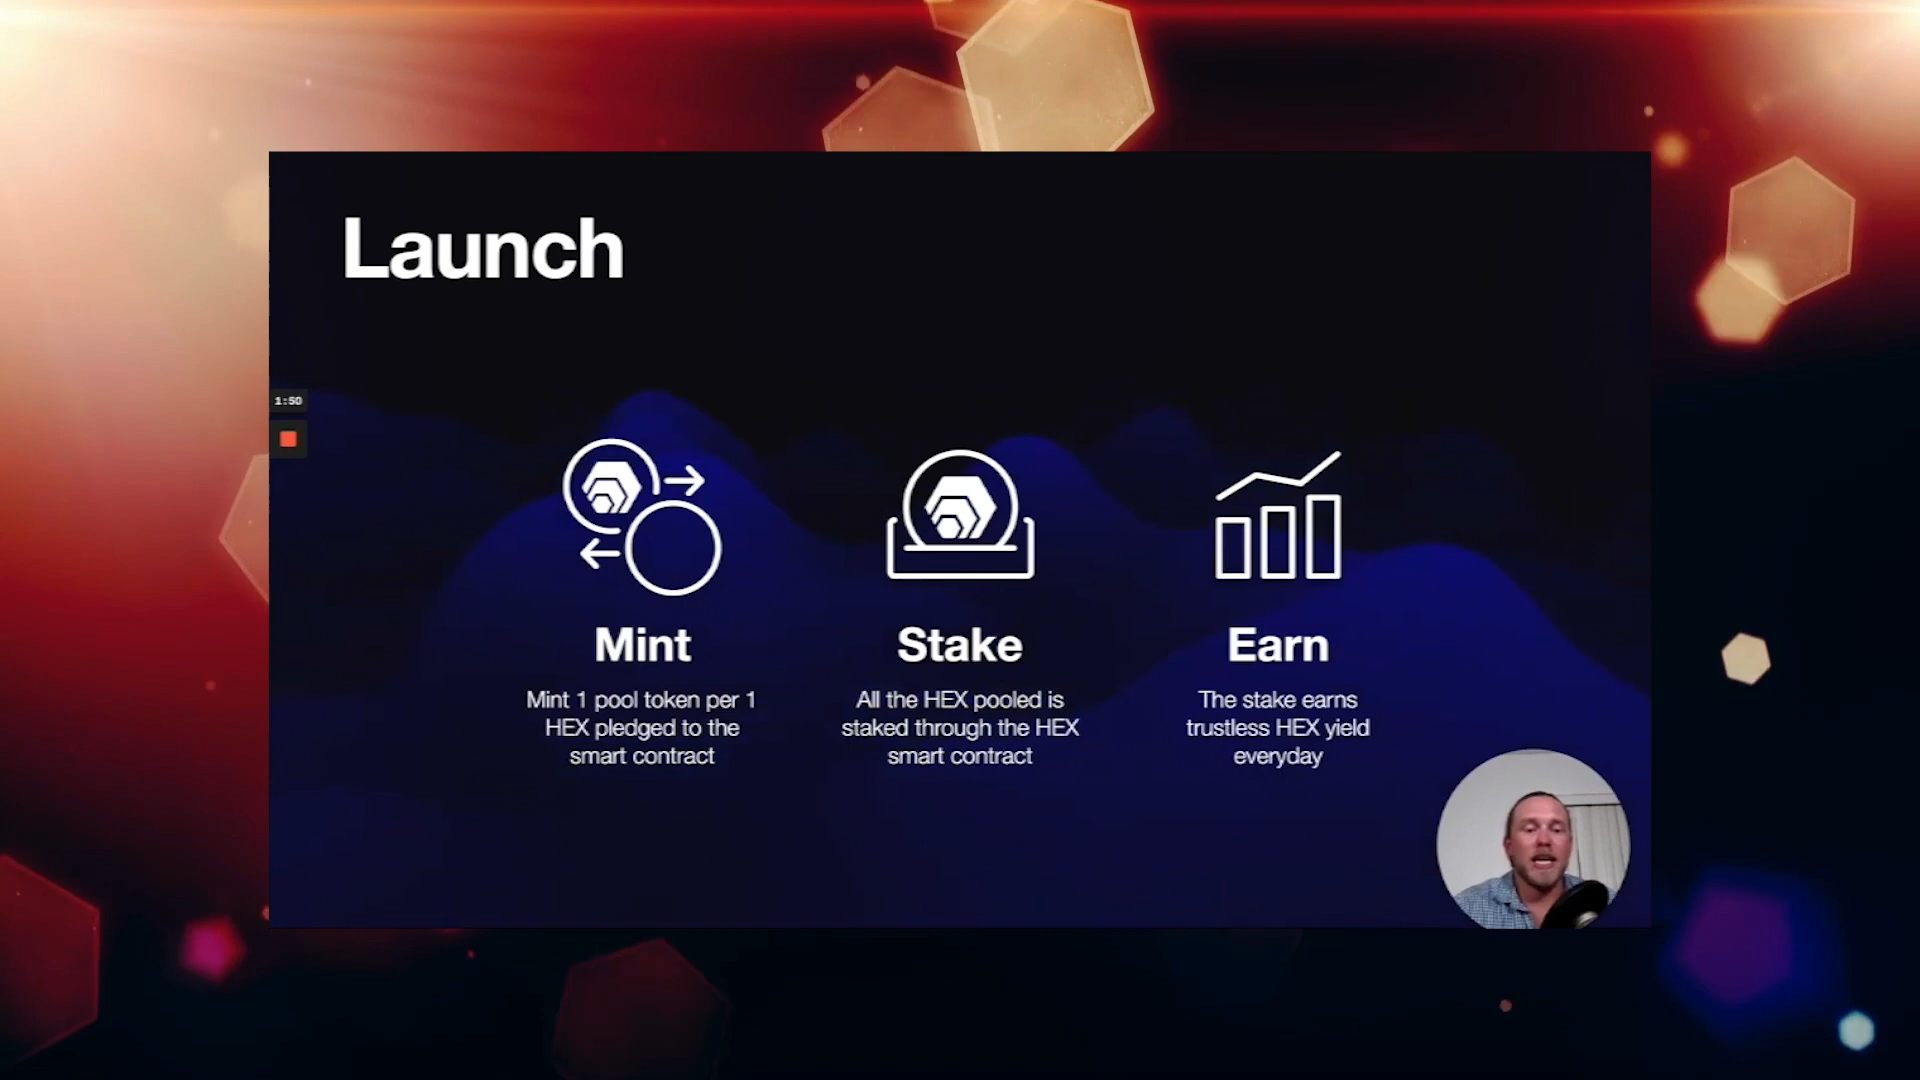 Launch
1:50
Mint
Mint 1 pool token per 1
HEX pledged to the
smart contract
Stake
All the HEX pooled is
staked through the HEX
smart contract
Earn
The stake earns
trustless HEX yield
everyday